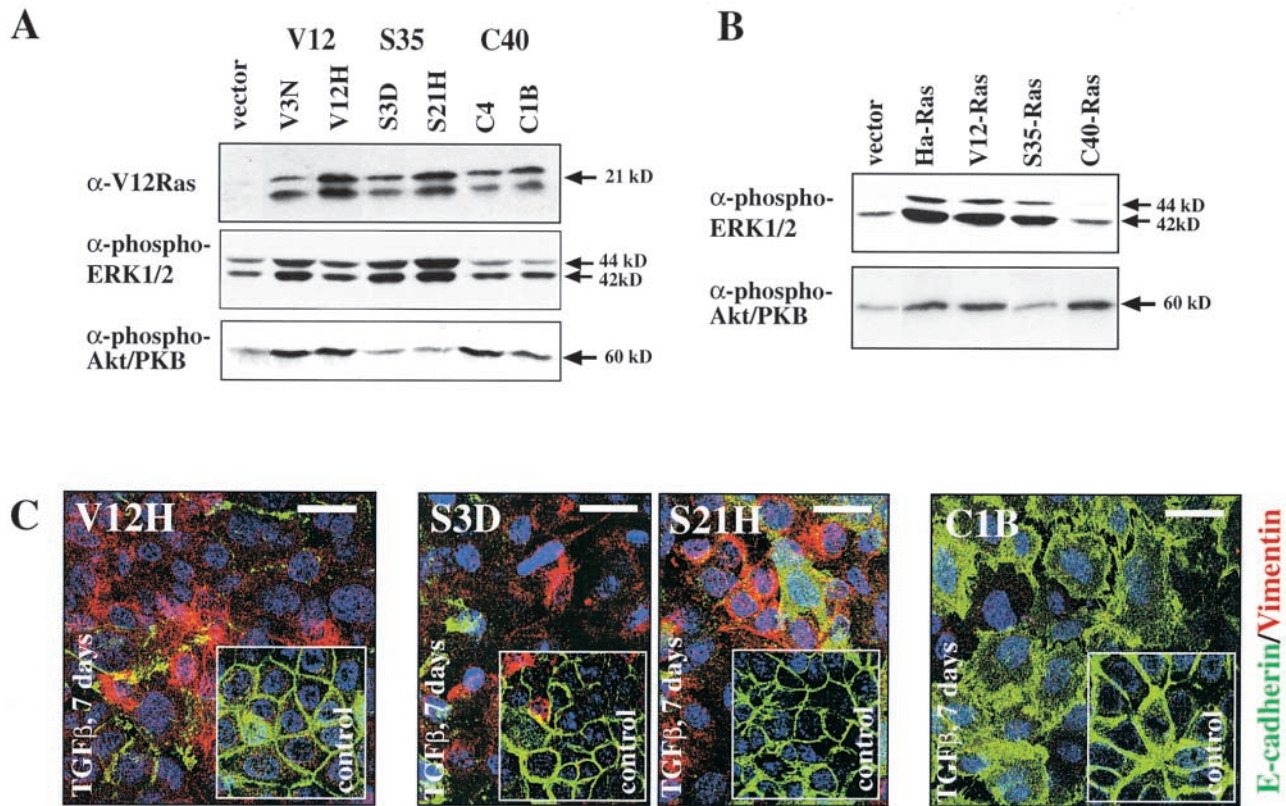 A
V12 S35 C40
vector V3N V12H S3D S21H C4 C1B
α-V12Ras
21 kD
α-phospho-
ERK1/2
44 kD
42kD
α-phospho-
Akt/PKB
60 kD
B
vector Ha-Ras V12-Ras S35-Ras C40-Ras
α-phospho-
ERK1/2
44 kD
42kD
α-phospho-
Akt/PKB
60 kD
C
V12H
TGFβ, 7 days
control
S3D
TGFβ, 7 days
control
S21H
TGFβ, 7 days
control
C1B
TGFβ, 7 days
control
E-cadherin/Vimentin